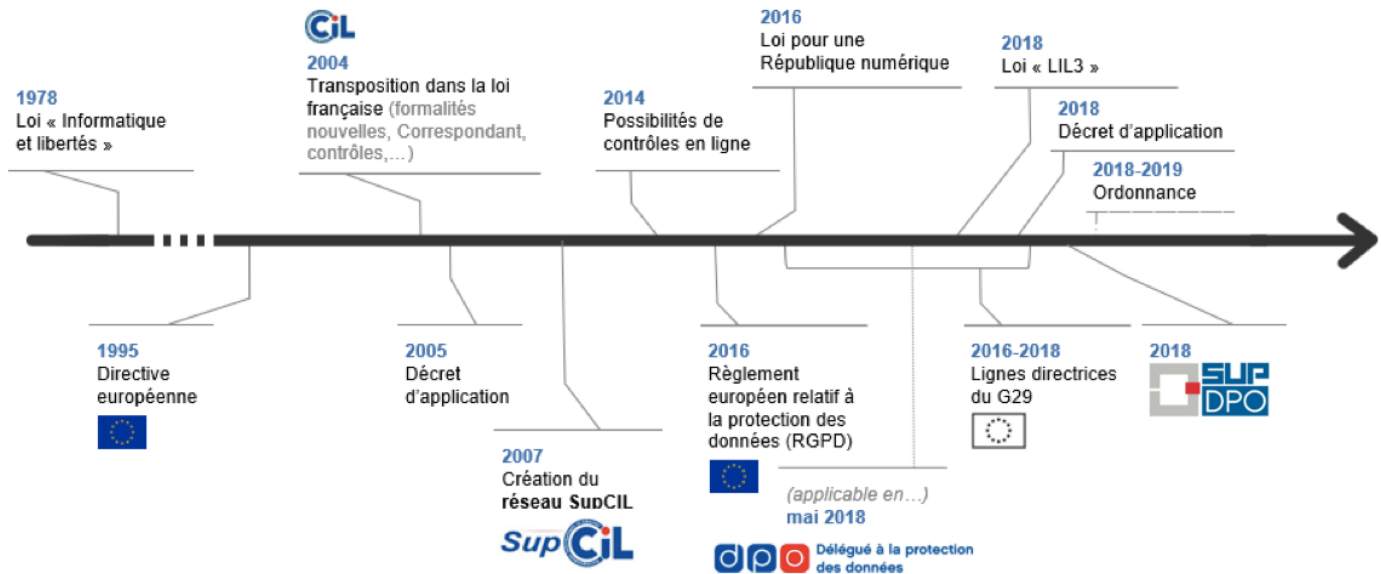 1978
Loi « Informatique
et libertés »
CiL
2004
Transposition dans la loi
française (formalités
nouvelles, Correspondant,
contrôles,...)
2014
Possibilités de
contrôles en ligne
2016
Loi pour une
République numérique
2018
Loi « LIL3 »
2018
Décret d'application
2018-2019
Ordonnance
1995
Directive
européenne
2005
Décret
d'application
2007
Création du
réseau SupCIL
Sup CiL
2016
Règlement
européen relatif à
la protection des
données (RGPD)
(applicable en...)
mai 2018
dpo Délégué à la protection
des données
2016-2018
Lignes directrices
du G29
2018
SUP
DPO